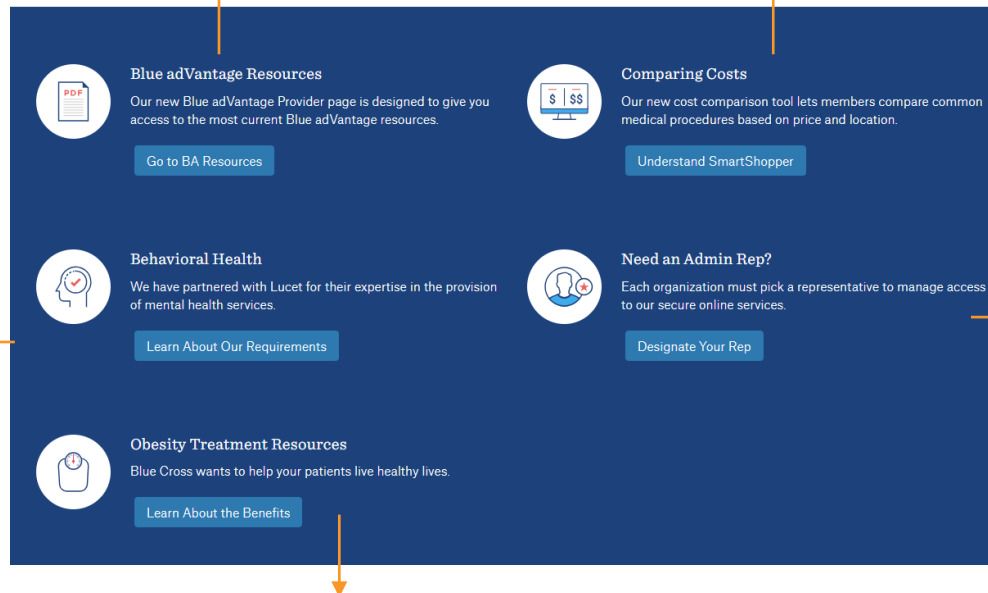 PDF
Blue adVantage Resources
Our new Blue adVantage Provider page is designed to give you
access to the most current Blue adVantage resources.
Go to BA Resources
$ $$
Comparing Costs
Our new cost comparison tool lets members compare common
medical procedures based on price and location.
Understand SmartShopper
Behavioral Health
We have partnered with Lucet for their expertise in the provision
of mental health services.
Learn About Our Requirements
Need an Admin Rep?
Each organization must pick a representative to manage access
to our secure online services.
Designate Your Rep
Obesity Treatment Resources
Blue Cross wants to help your patients live healthy lives.
Learn About the Benefits